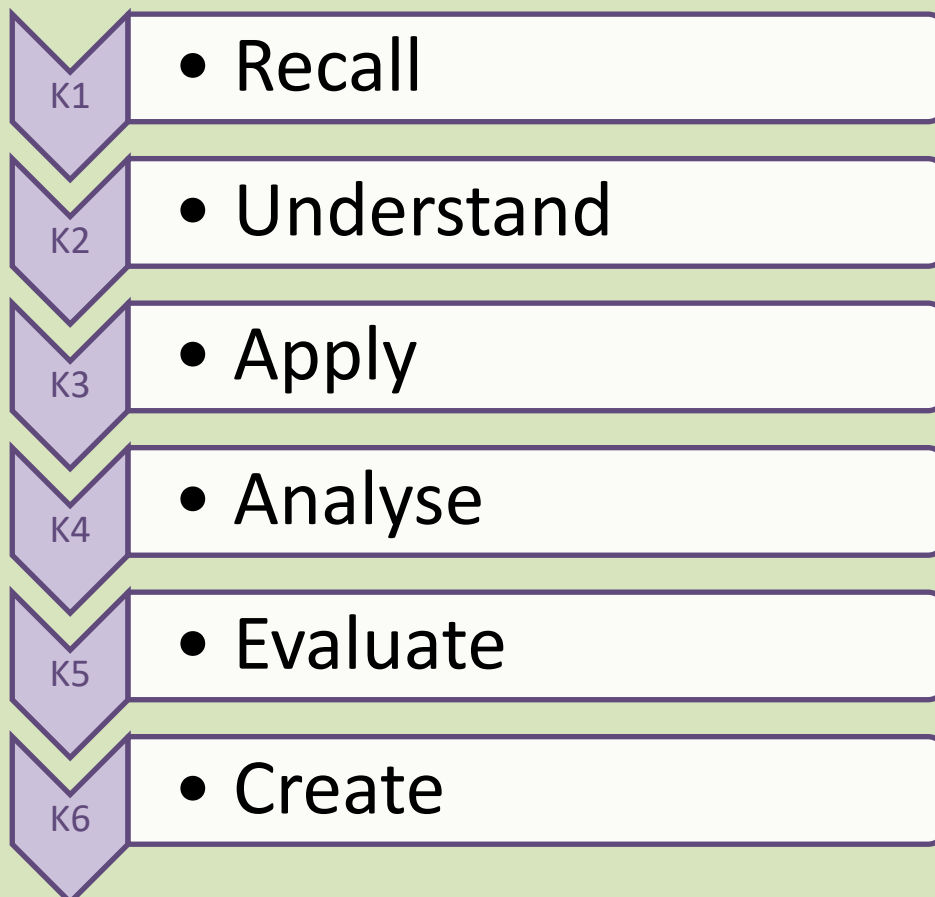 K1
• Recall
K2
• Understand
K3
• Apply
K4
• Analyse
K5
• Evaluate
K6
• Create